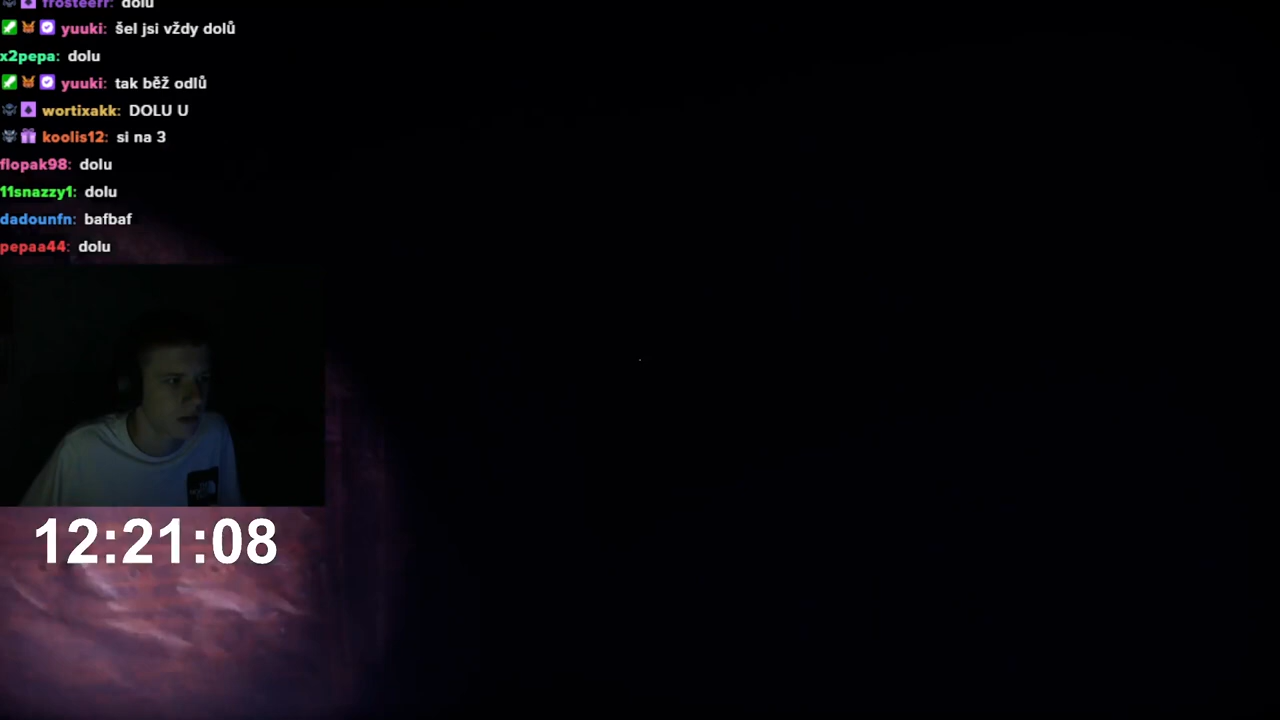 frosteerr: dolu
yuuki: šel jsi vždy dolů
x2pepa: dolu
yuuki: tak běž odlů
wortixakk: DOLU U
koolis12: si na 3
flopak98: dolu
11snazzy1: dolu
dadounfn: bafbaf
pepaa44: dolu
12:21:08